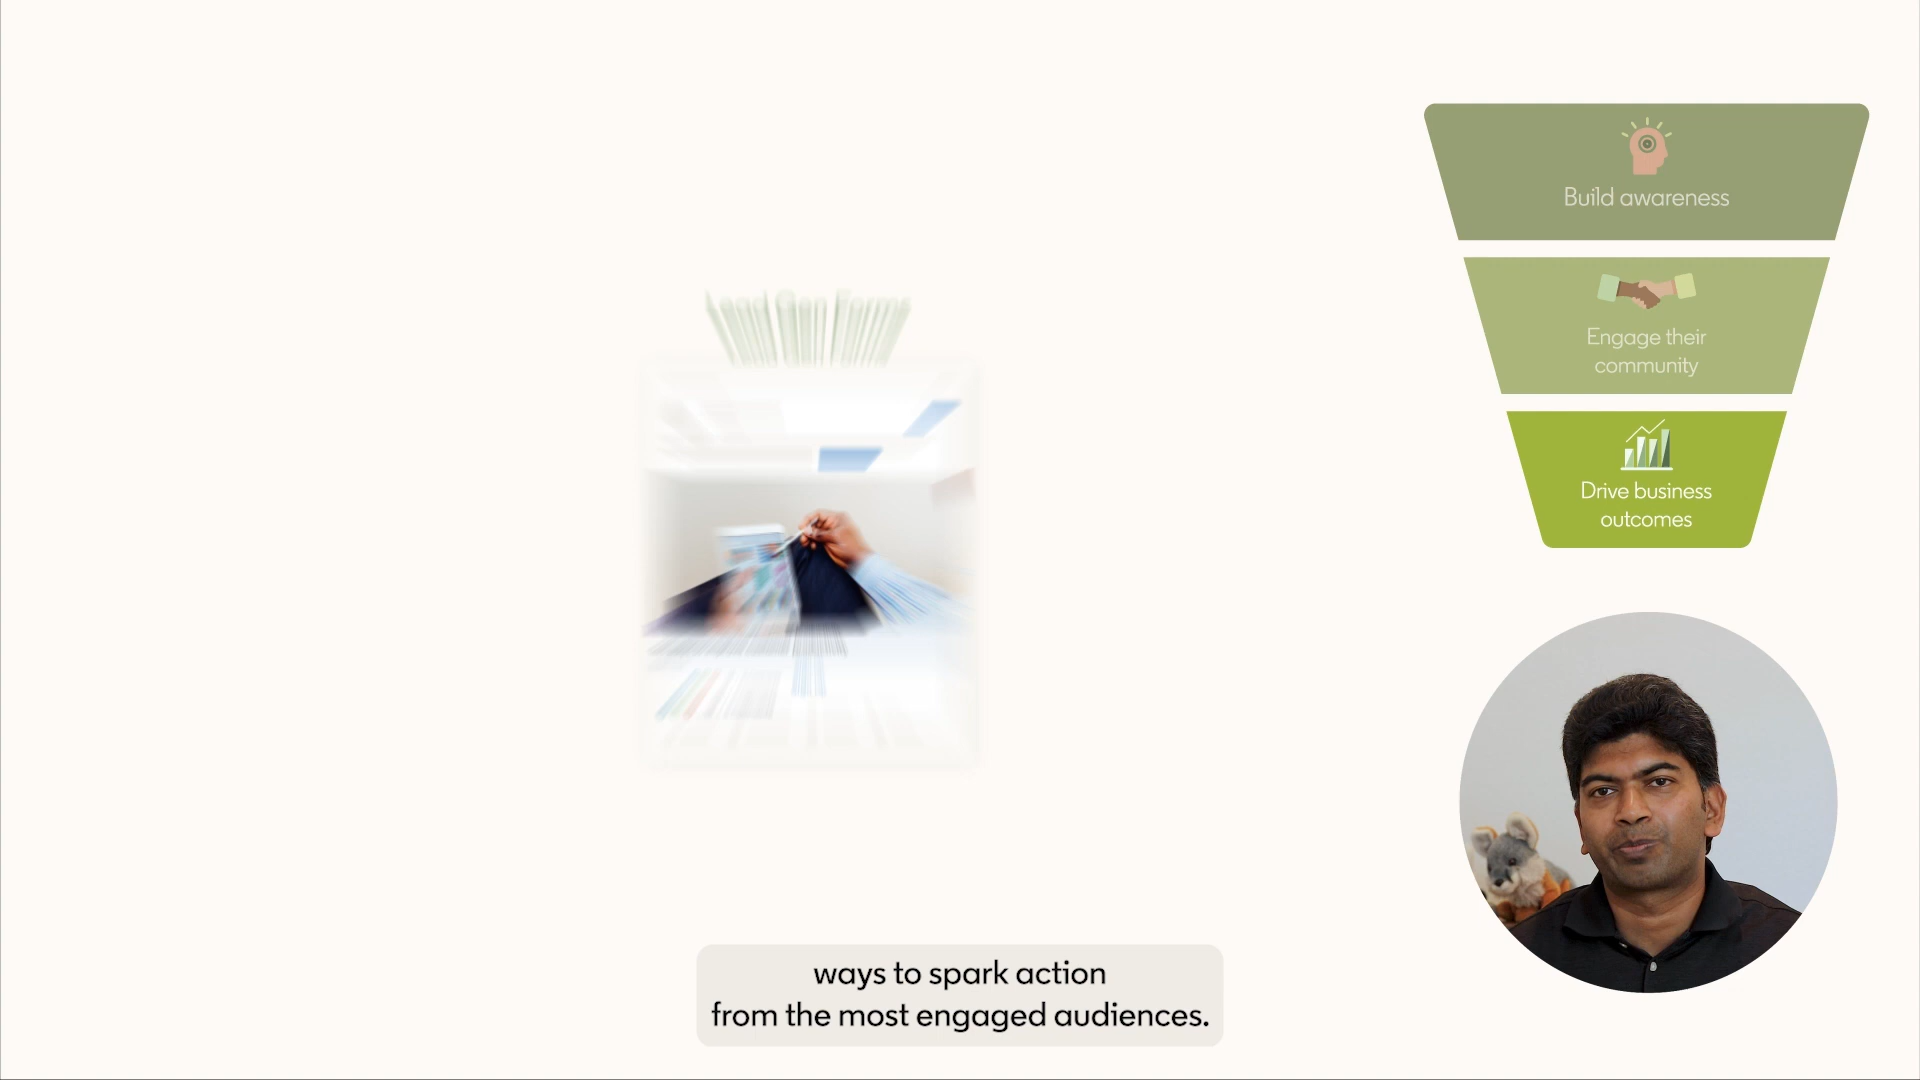 Build awareness
Engage their
community
Drive business
outcomes
ways to spark action
from the most engaged audiences.